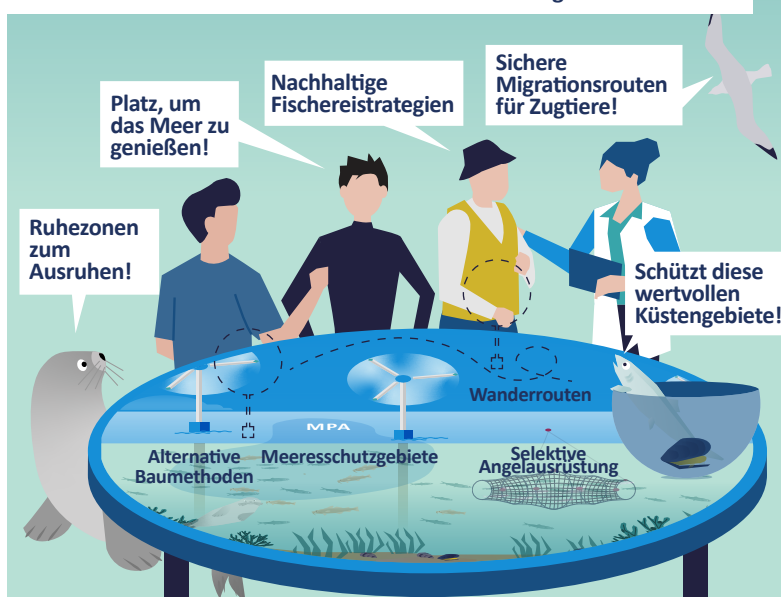 Sichere
Migrationsrouten
für Zugtiere!
Nachhaltige
Fischereistrategien
Platz, um
das Meer zu
genießen!
Ruhezonen
zum
Ausruhen!
Schützt diese
wertvollen
Küstengebiete!
Wanderrouten
MPA
Alternative
Baumethoden
Meeresschutzgebiete
Selektive
Angelausrüstung